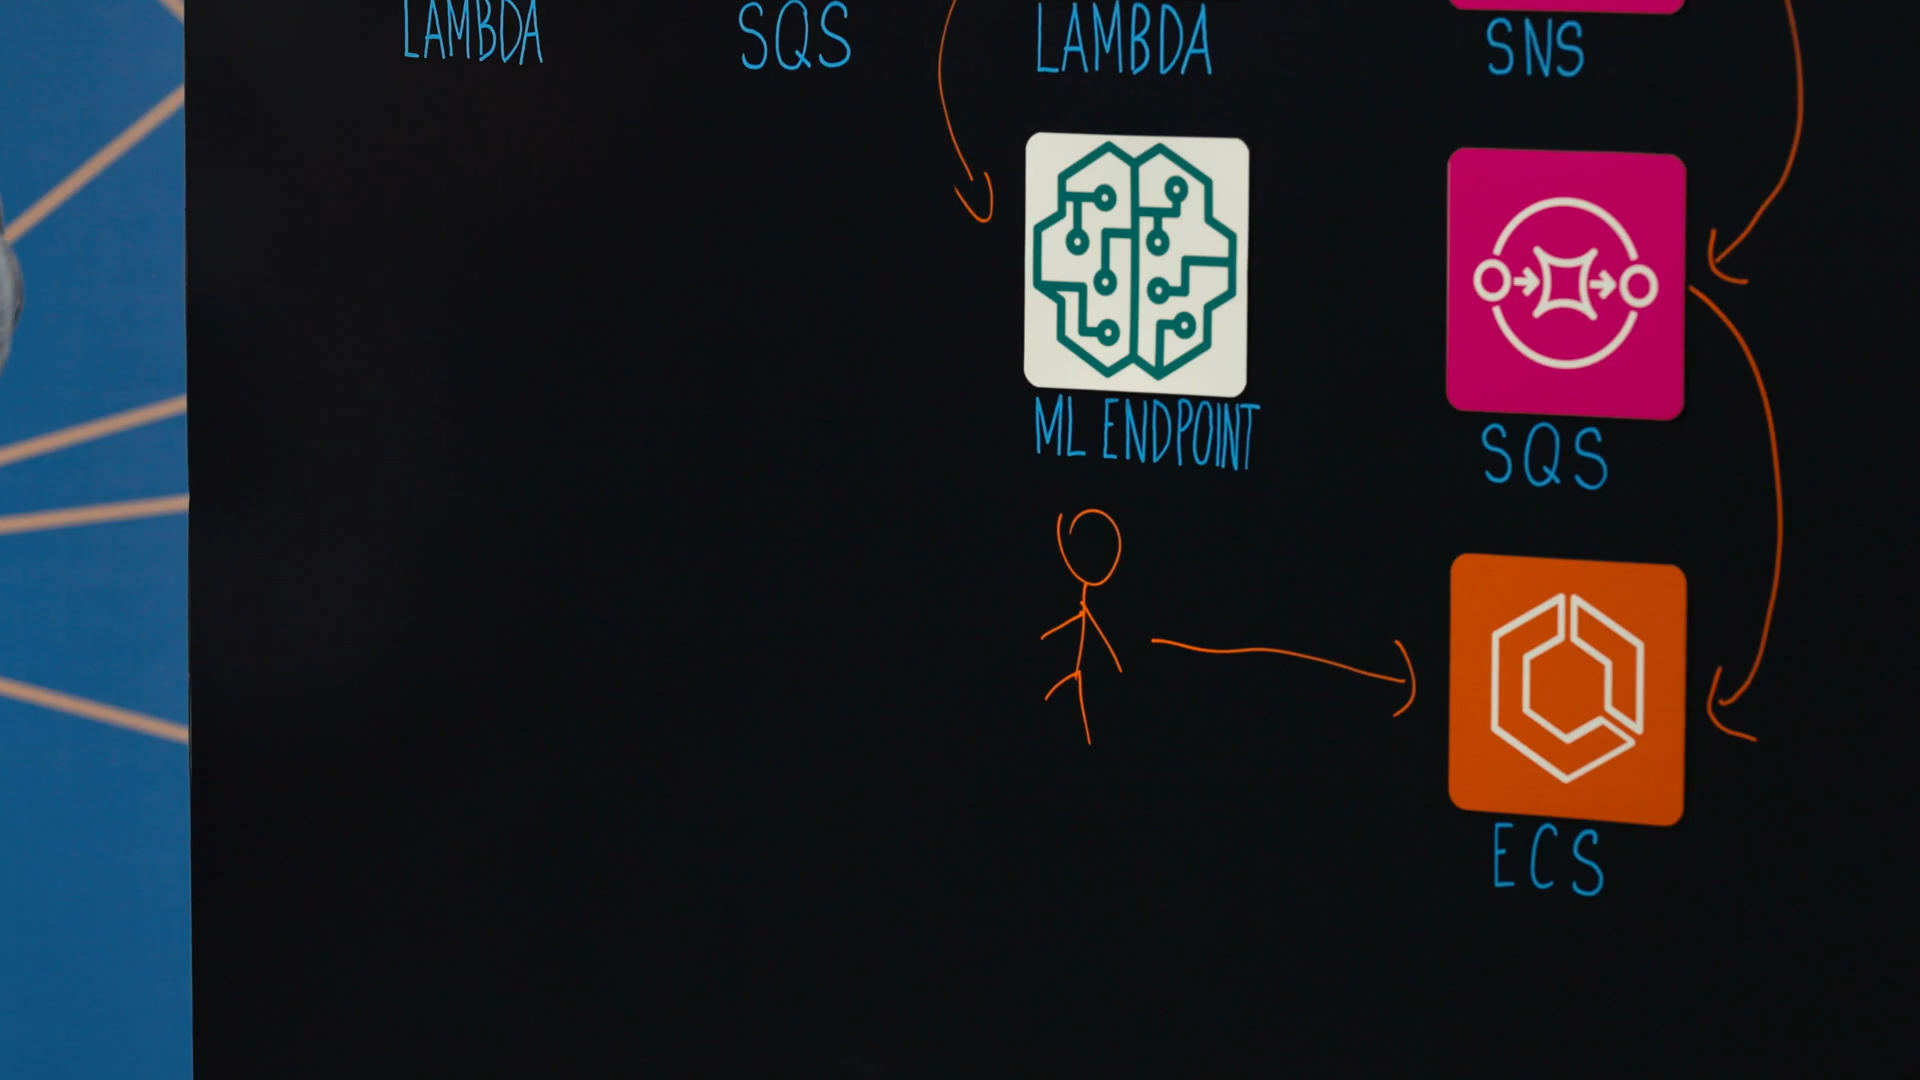 LAMBDA
SQS
LAMBDA
SNS
ML ENDPOINT
SQS
ECS